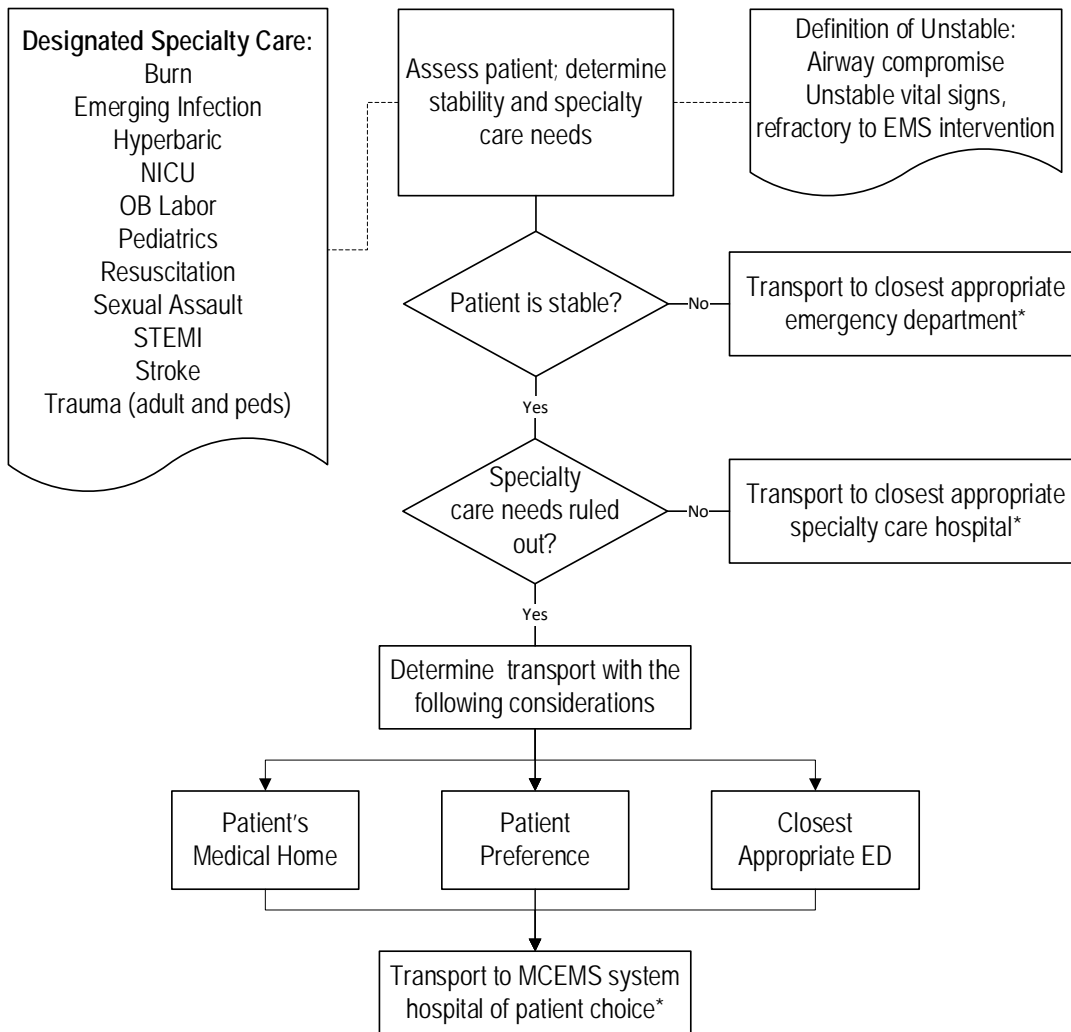 Designated Specialty Care:
Burn
Emerging Infection
Hyperbaric
NICU
OB Labor
Pediatrics
Resuscitation
Sexual Assault
STEMI
Stroke
Trauma (adult and peds)
Assess patient; determine
stability and specialty
care needs
Definition of Unstable:
Airway compromise
Unstable vital signs,
refractory to EMS intervention
Patient is stable?
No
Transport to closest appropriate
emergency department*
Yes
Specialty
care needs ruled
out?
No
Transport to closest appropriate
specialty care hospital*
Yes
Determine transport with the
following considerations
Patient's
Medical Home
Patient
Preference
Closest
Appropriate ED
Transport to MCEMS system
hospital of patient choice*